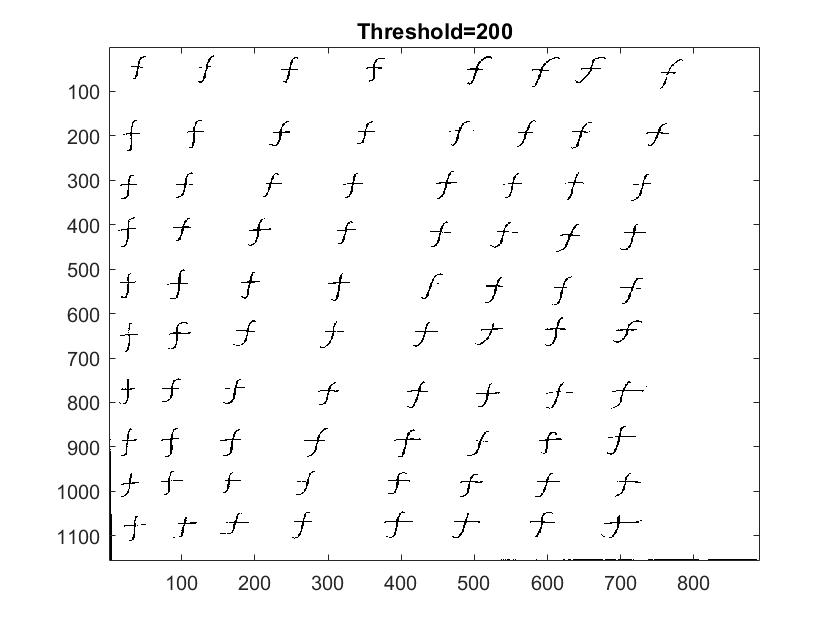 Threshold=200
f f f f f f f f
100
200 f f f f f f f f
300 f f f f f f f f
400 f f f f f f f f
500 f f f f f f f f
600
f f f f f f f f
700
800 f f f f f f f f
900 f f f f f f f f
1000 f f f f f f f f
1100 f f f f f f f f
100 200 300 400 500 600 700 800